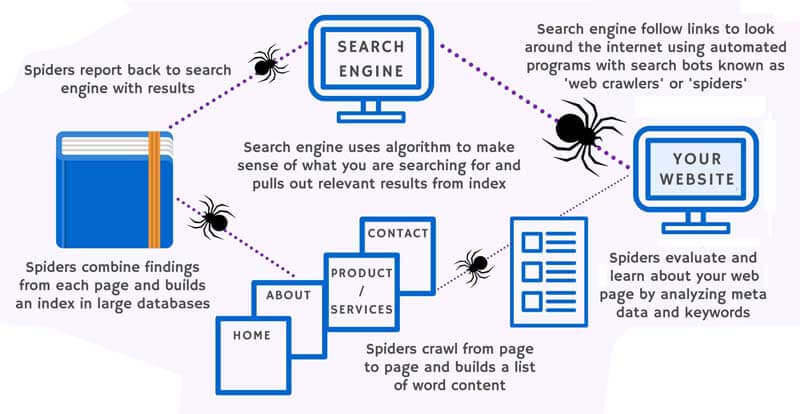 SEARCH
ENGINE
Search engine follow links to look
around the internet using automated
programs with search bots known as
'web crawlers' or 'spiders'
Spiders report back to search
engine with results
Search engine uses algorithm to make
sense of what you are searching for and
pulls out relevant results from index
YOUR
WEBSITE
Spiders evaluate and
learn about your web
page by analyzing meta
data and keywords
Spiders combine findings
from each page and builds
an index in large databases
CONTACT
PRODUCT
/
SERVICES
ABOUT
HOME
Spiders crawl from page
to page and builds a list
of word content